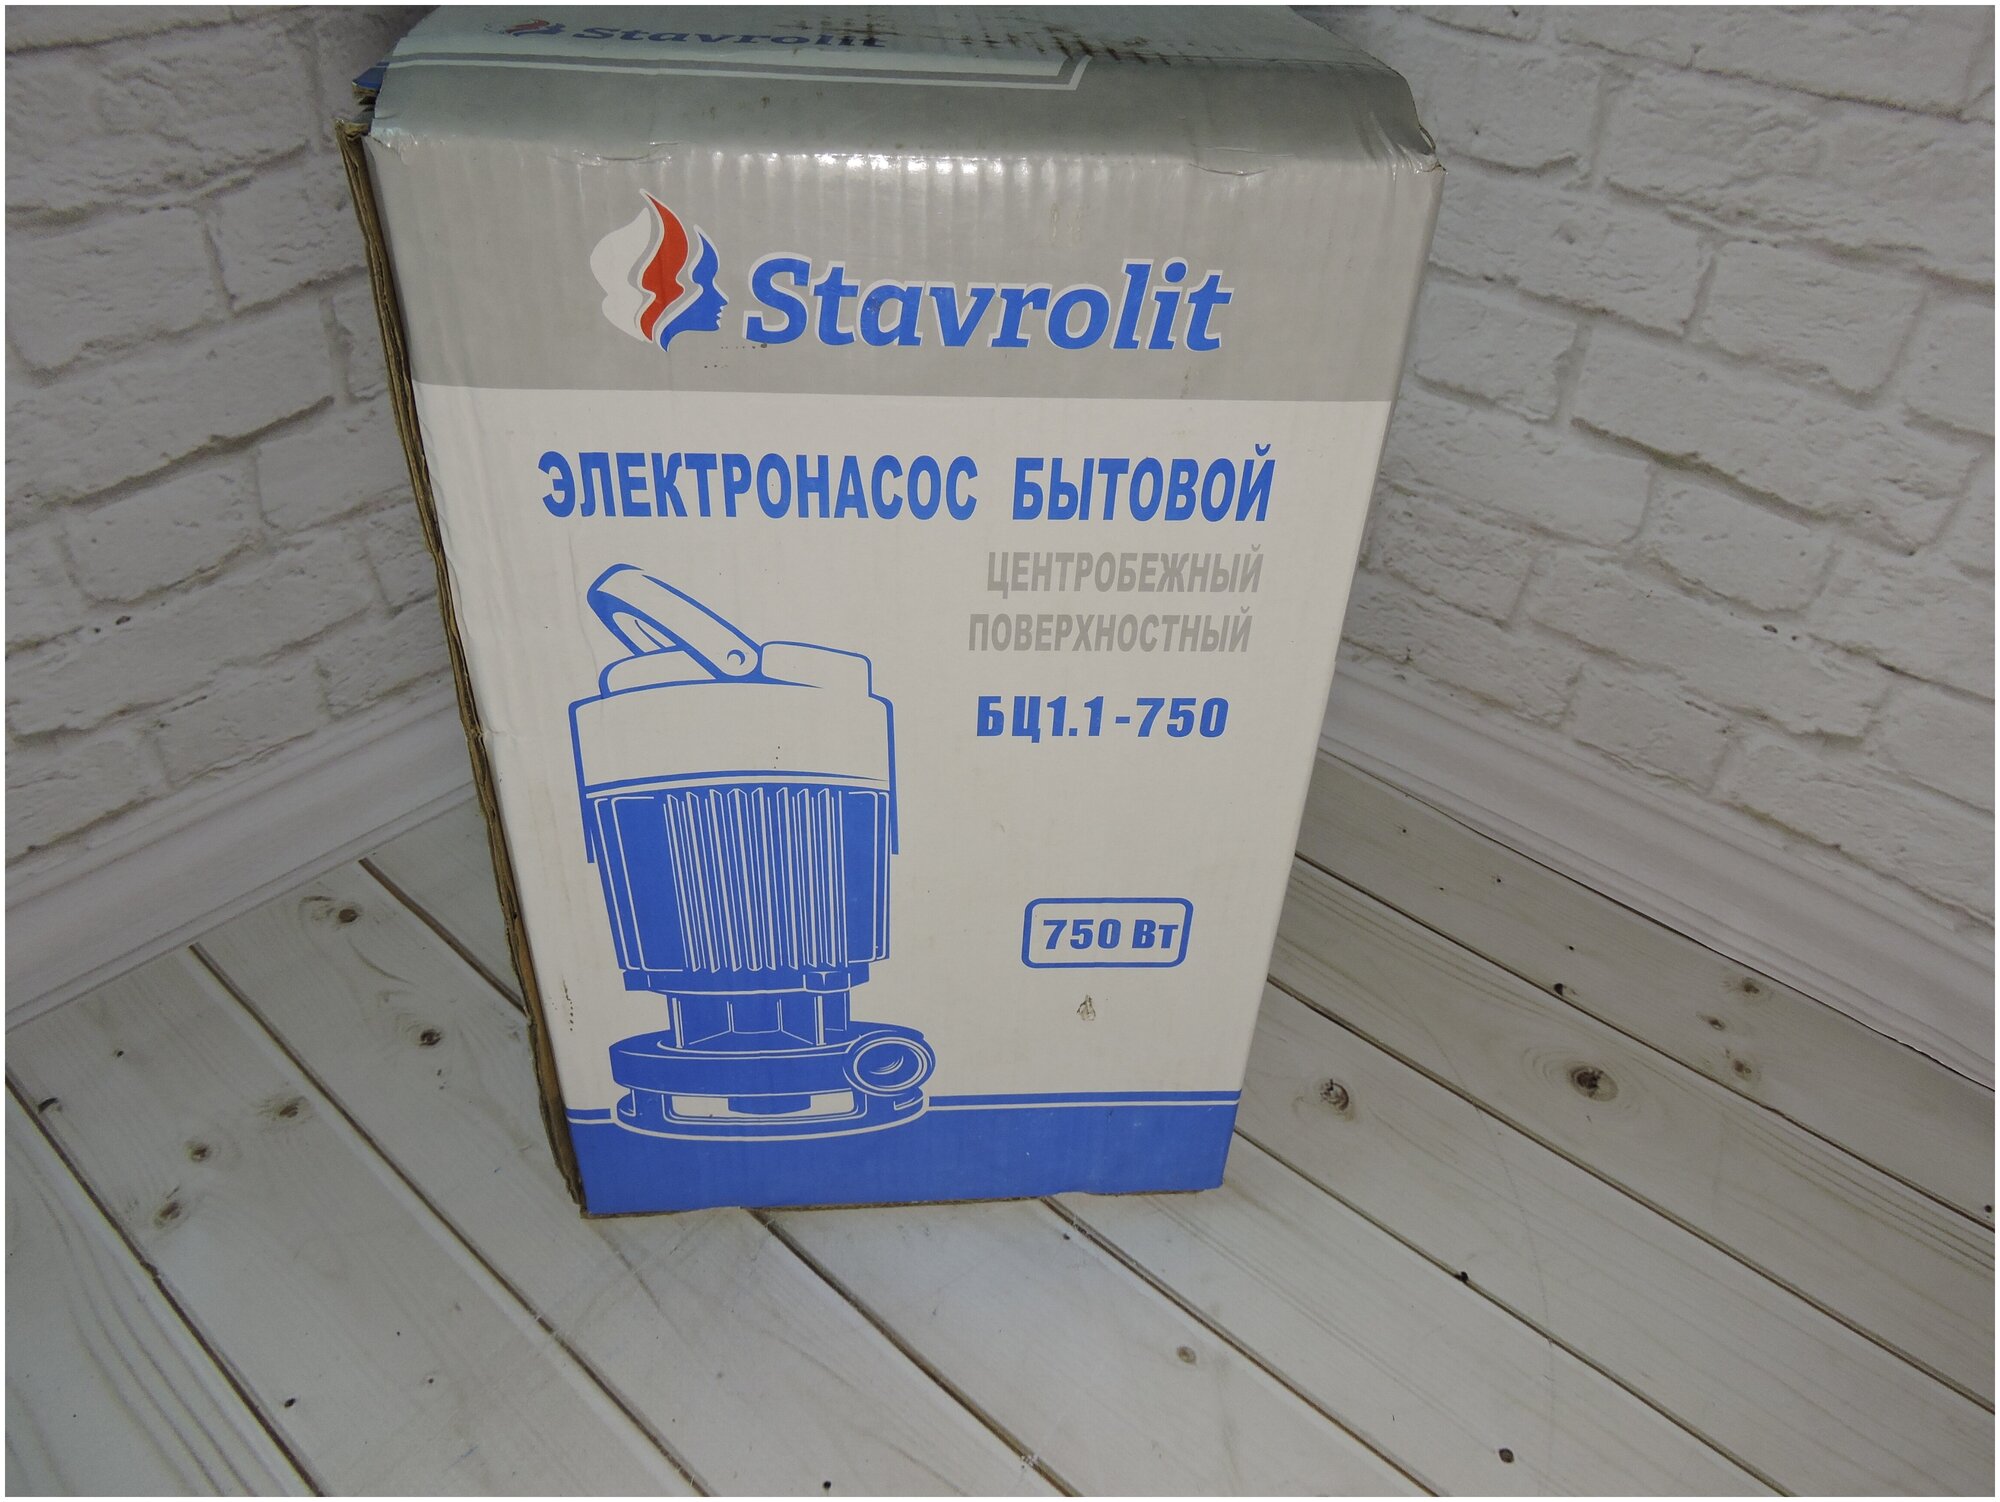 Stavrolit
Stavrolit
ЭЛЕКТРОНАСОС БЫТОВОЙ
ЦЕНТРОБЕЖНЫЙ
ПОВЕРХНОСТНЫЙ
БЦ1.1-750
750 Вт